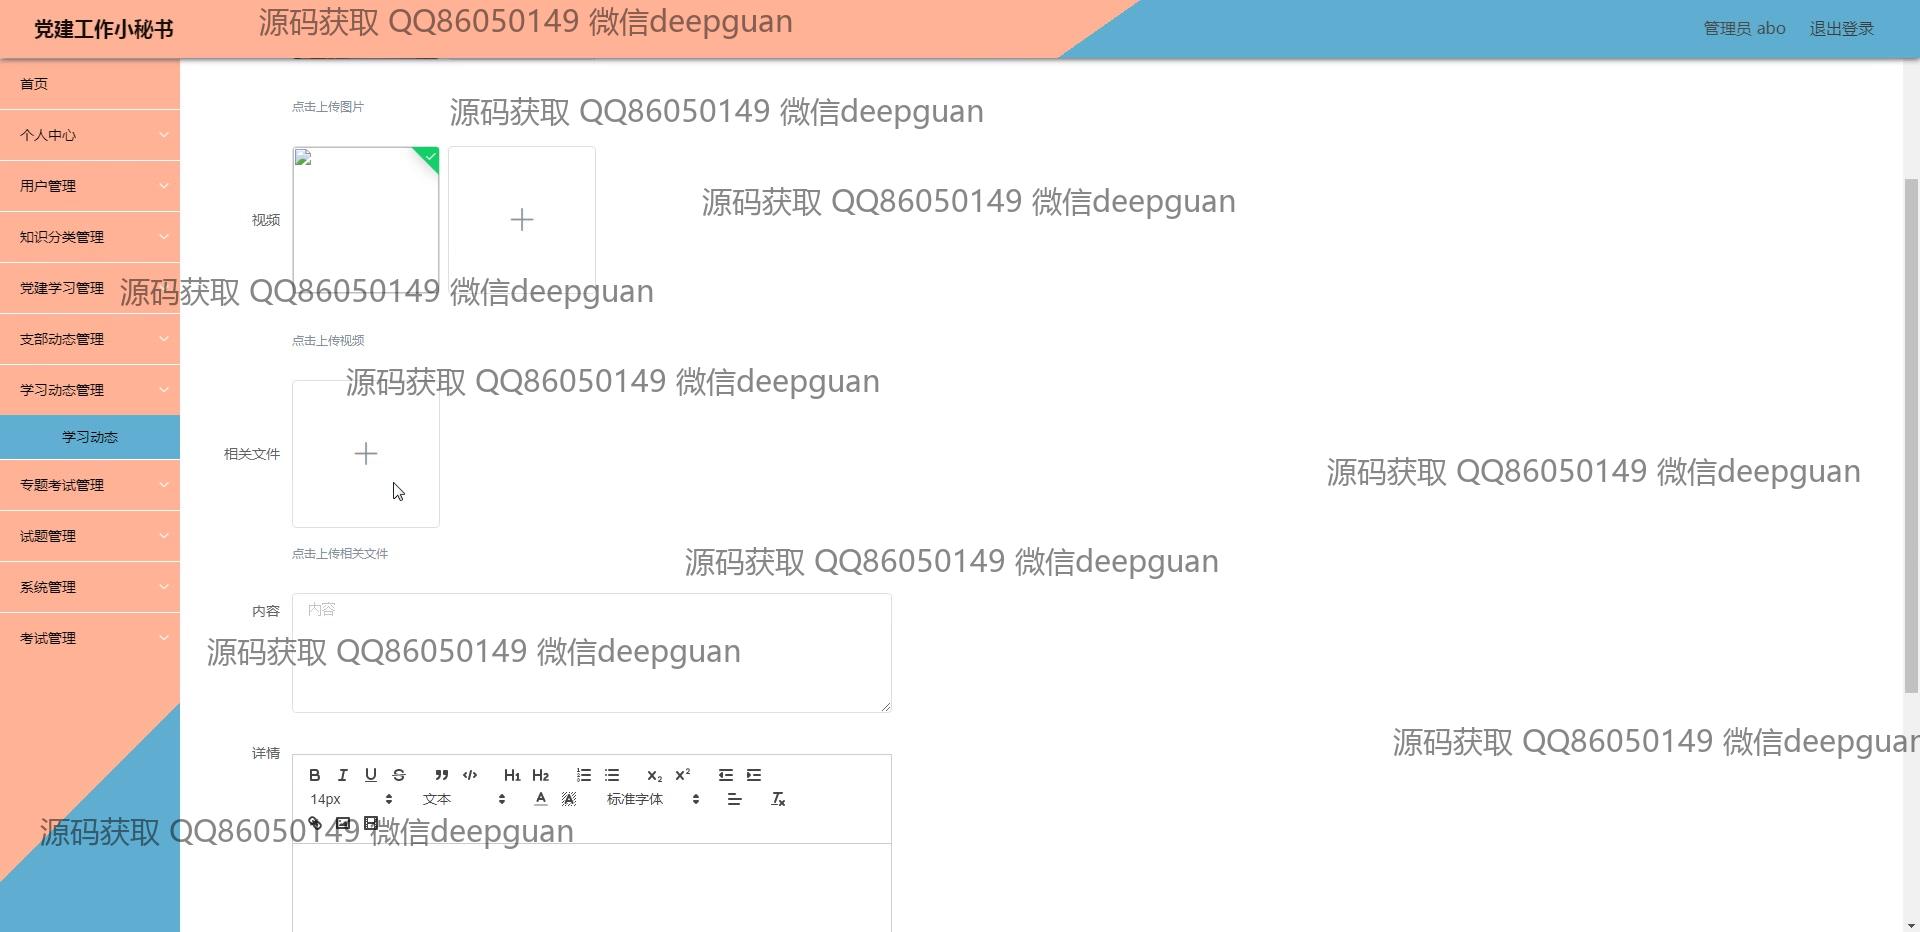 党建工作小秘书
源码获取 QQ86050149 微信deepguan
管理员 abo
退出登录
首页
个人中心
用户管理
知识分类管理
党建学习管理
支部动态管理
学习动态管理
学习动态
专题考试管理
试题管理
系统管理
考试管理
点击上传图片
源码获取 QQ86050149 微信deepguan
源码获取 QQ86050149 微信deepguan
视频
源码获取 QQ86050149 微信deepguan
点击上传视频
源码获取 QQ86050149 微信deepguan
相关文件
源码获取 QQ86050149 微信deepguan
点击上传相关文件
源码获取 QQ86050149 微信deepguan
内容
内容
源码获取 QQ86050149 微信deepguan
源码获取 QQ86050149 微信deepguan
详情
B I U S H1 H2 X2 X2
14px 文本 A A 标准字体 Tx
源码获取 QQ86050149 微信deepguan